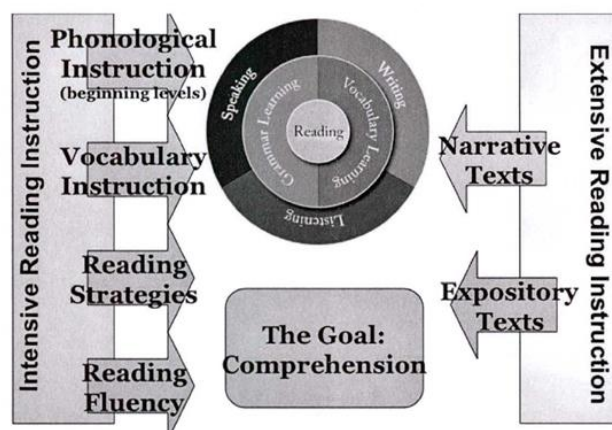 Intensive Reading Instruction
Phonological
Instruction
(beginning levels)
Vocabulary
Instruction
Reading
Strategies
Reading
Fluency
Speaking
Writing
Listening
Grammar Learning
Vocabulary Learning
Reading
The Goal:
Comprehension
Narrative
Texts
Expository
Texts
Extensive Reading Instruction